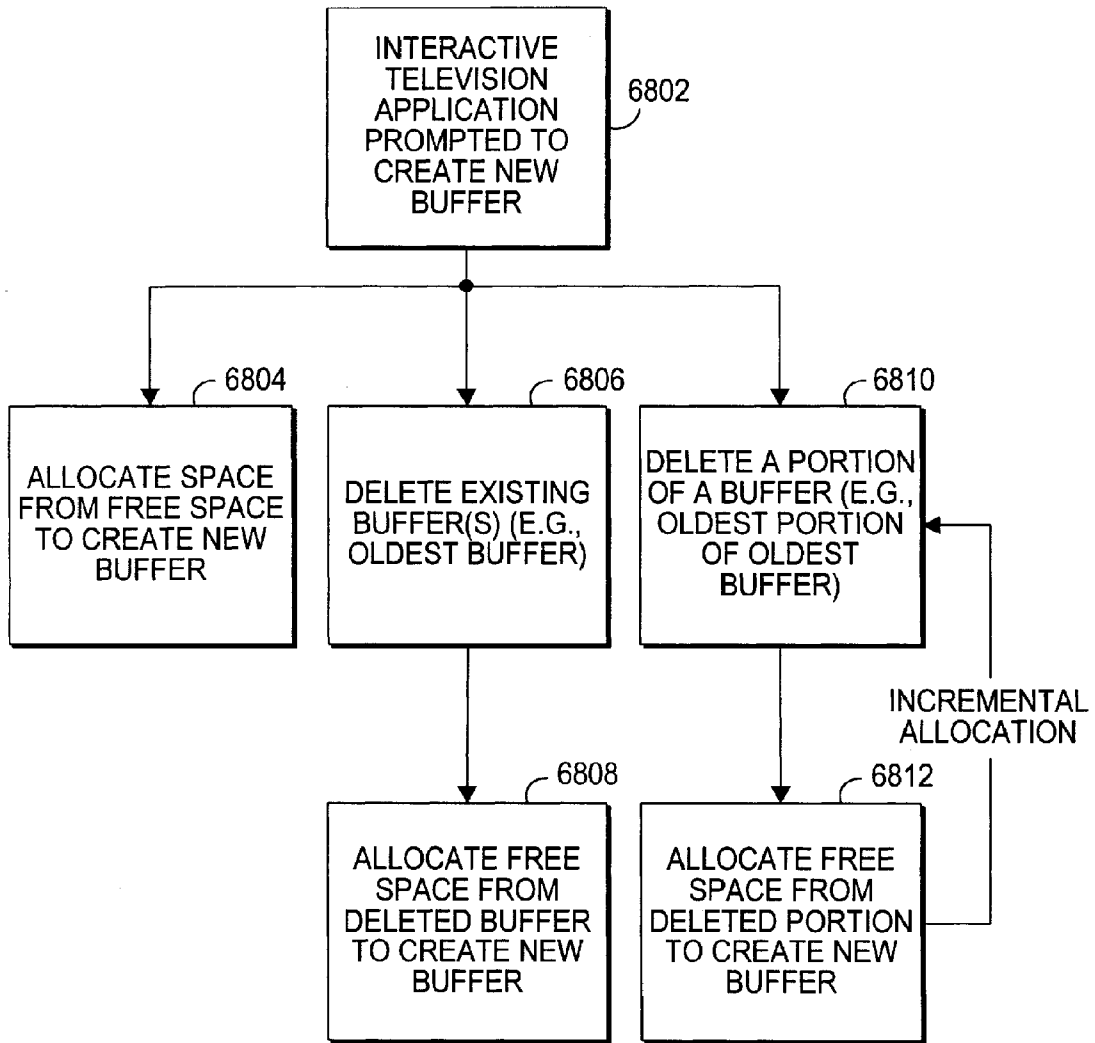 INTERACTIVE
TELEVISION
APPLICATION
PROMPTED TO
CREATE NEW
BUFFER
6802
6804
ALLOCATE SPACE
FROM FREE SPACE
TO CREATE NEW
BUFFER
6806
DELETE EXISTING
BUFFER(S) (E.G.,
OLDEST BUFFER)
6810
DELETE A PORTION
OF A BUFFER (E.G.,
OLDEST PORTION
OF OLDEST
BUFFER)
INCREMENTAL
ALLOCATION
6808
ALLOCATE FREE
SPACE FROM
DELETED BUFFER
TO CREATE NEW
BUFFER
6812
ALLOCATE FREE
SPACE FROM
DELETED PORTION
TO CREATE NEW
BUFFER